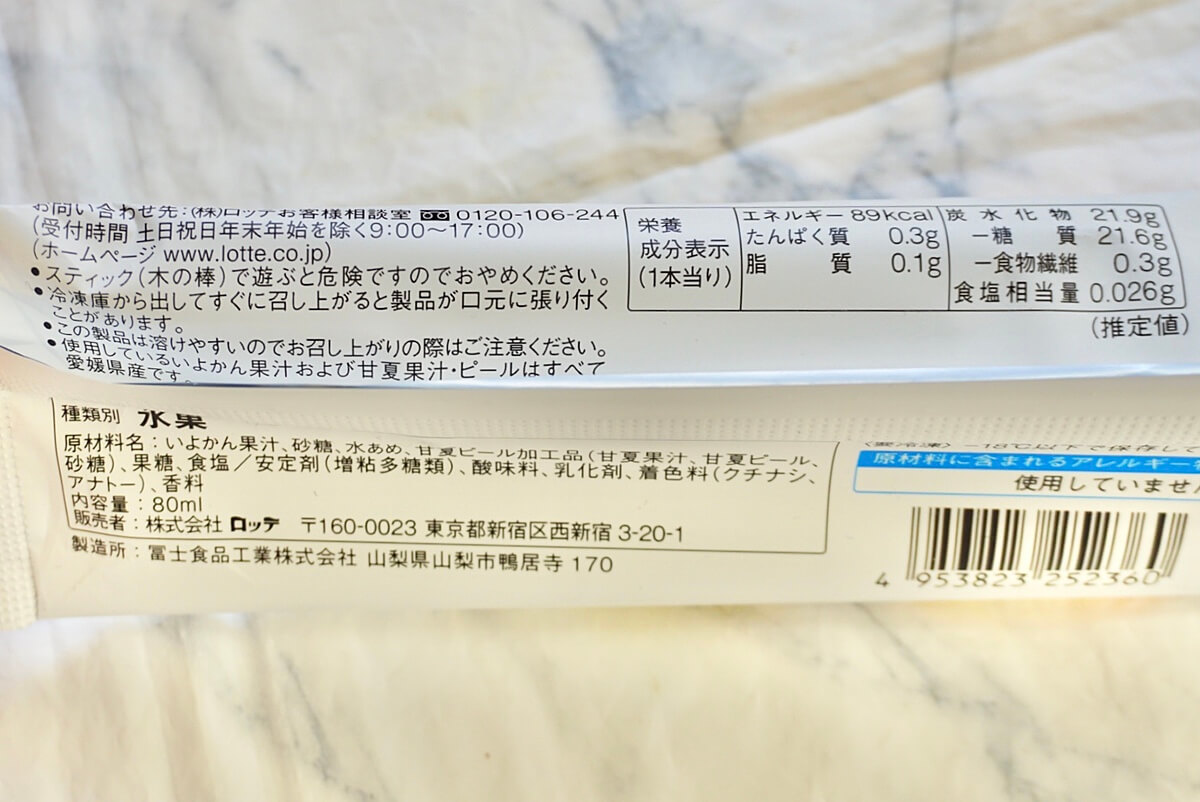 お問い合わせ先:(株)ロッテお客様相談室 0120-106-244
(受付時間 土日祝日年末年始を除く9:00〜17:00)
(ホームページ www.lotte.co.jp)
●スティック(木の棒)で遊ぶと危険ですのでおやめください。
●冷凍庫から出してすぐに召し上がると製品が口元に張り付く
ことがあります。
●この製品は溶けやすいのでお召し上がりの際はご注意ください。
●使用しているいよかん果汁および甘夏果汁・ピールはすべて
愛媛県産です。
栄養
成分表示
(1本当り)
エネルギー 89kcal
たんぱく質 0.3g
脂質 0.1g
炭水化物 21.9g
−糖質 21.6g
−食物繊維 0.3g
食塩相当量 0.026g
(推定値)
種類別 氷菓
原材料名:いよかん果汁、砂糖、水あめ、甘夏ピール加工品(甘夏果汁、甘夏ピール、
砂糖)、果糖、食塩/安定剤(増粘多糖類)、酸味料、乳化剤、着色料(クチナシ、
アナトー)、香料
内容量:80ml
販売者:株式会社 ロッテ 〒160-0023 東京都新宿区西新宿 3-20-1
製造所:冨士食品工業株式会社 山梨県山梨市鴨居寺 170
−18℃以下で保存して
原材料に含まれるアレルギー
使用していませ
4 953823 252360